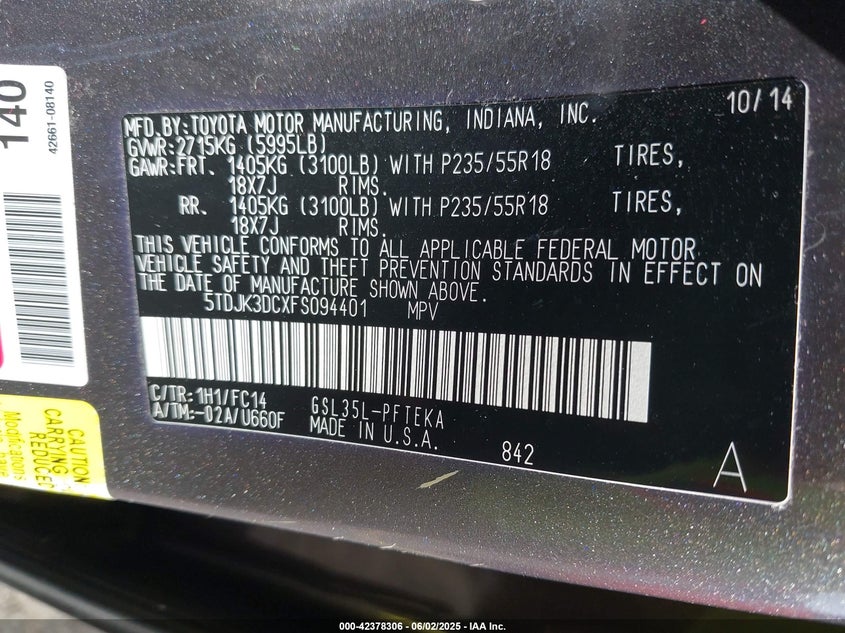 140
42661-08140
10/14
MFD.BY:TOYOTA MOTOR MANUFACTURING, INDIANA, INC.
GVWR:2715KG (5995LB)
GAWR:FRT. 1405KG (3100LB) WITH P235/55R18 TIRES,
18X7J RIMS.
RR. 1405KG (3100LB) WITH P235/55R18 TIRES,
18X7J RIMS.
THIS VEHICLE CONFORMS TO ALL APPLICABLE FEDERAL MOTOR
VEHICLE SAFETY AND THEFT PREVENTION STANDARDS IN EFFECT ON
THE DATE OF MANUFACTURE SHOWN ABOVE.
5TDJK3DCXFS094401 MPV
C/TR:1H1/FC14
A/TM:-02A/U660F
GSL35L-PFTEKA
MADE IN U.S.A.
842
A
CAUTION
CARRYING
REDUCED
Modifications
000-42378306 - 06/02/2025 - IAA Inc.